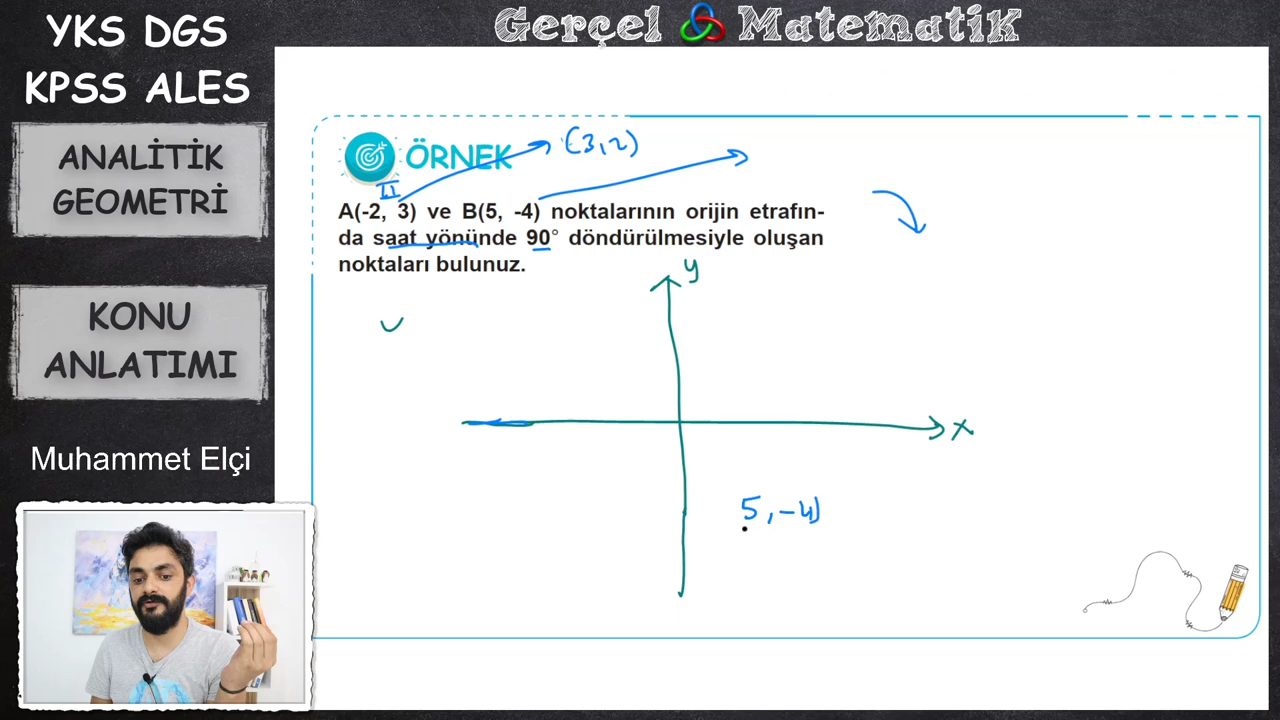 YKS DGS
KPSS ALES
ANALİTİK
GEOMETRİ
KONU
ANLATIMI
Muhammet Elçi
Gerçel Matematik
ÖRNEK
(3,2)
II
A(-2, 3) ve B(5, -4) noktalarının orijin etrafın-
da saat yönünde 90° döndürülmesiyle oluşan
noktaları bulunuz.
y
x
5,-4)